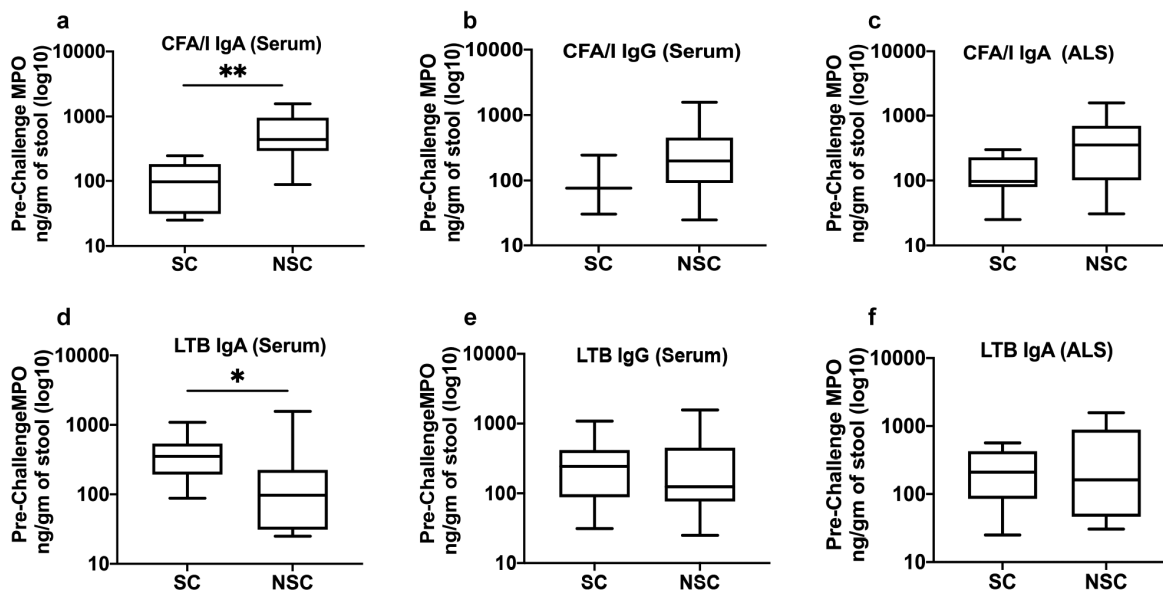 a
CFA/I IgA (Serum)
**
Pre-Challenge MPO
ng/gm of stool (log10)
10000
1000
100
10
SC NSC
b
CFA/I IgG (Serum)
Pre-Challenge MPO
ng/gm of stool (log10)
10000
1000
100
10
SC NSC
c
CFA/I IgA (ALS)
Pre-Challenge MPO
ng/gm of stool (log10)
10000
1000
100
10
SC NSC
d
LTB IgA (Serum)
*
Pre-ChallengeMPO
ng/gm of stool (log10)
10000
1000
100
10
SC NSC
e
LTB IgG (Serum)
Pre-ChallengeMPO
ng/gm of stool (log10)
10000
1000
100
10
SC NSC
f
LTB IgA (ALS)
Pre-Challenge MPO
ng/gm of stool (log10)
10000
1000
100
10
SC NSC